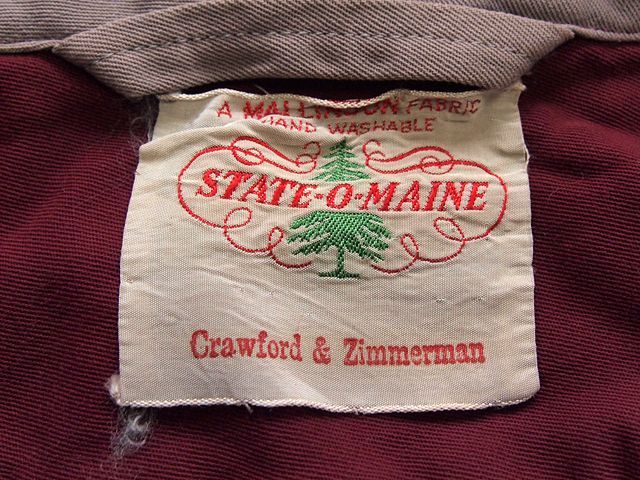 A MALLINSON FABRIC
HAND WASHABLE
STATE-O-MAINE
Crawford & Zimmerman